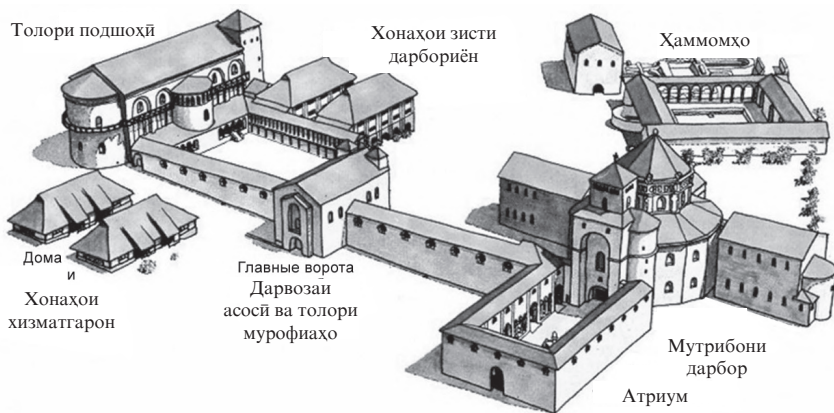 Толори подшоҳӣ
Хонаҳои зисти
дарбориён
Ҳаммомҳо
Дома
и
Хонаҳои
хизматгарон
Главные ворота
Дарвозаи
асосӣ ва толори
мурофиаҳо
Мутрибони
дарбор
Атриум